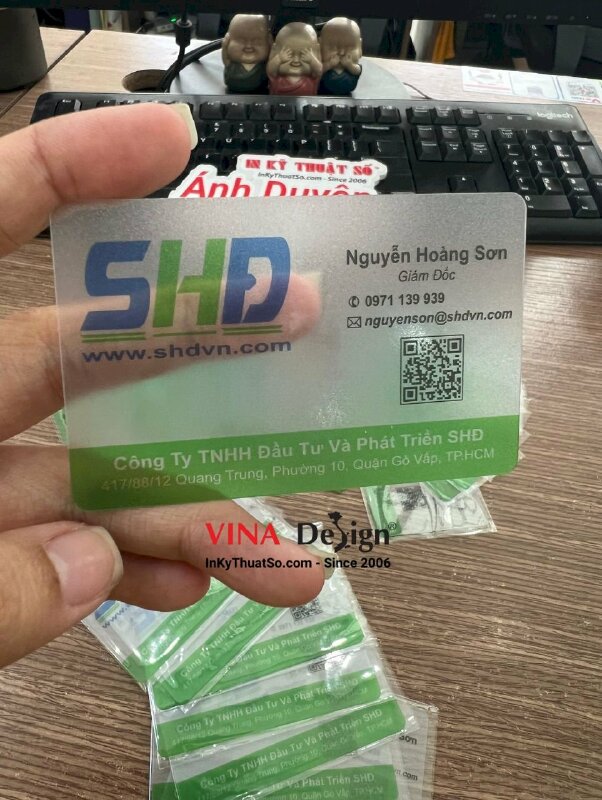 logitech
IN KỸ THUẬT SỐ
InKyThuatSo.com - Since 2006
Ánh Duyên
SHĐ
www.shdvn.com
Nguyễn Hoàng Sơn
Giám Đốc
0971 139 939
nguyenson@shdvn.com
Công Ty TNHH Đầu Tư Và Phát Triển SHĐ
417/88/12 Quang Trung, Phường 10, Quận Gò Vấp, TP.HCM
VINA Design®
InKyThuatSo.com - Since 2006
Công Ty TNHH Đầu Tư Và Phát Triển SHĐ
Công Ty TNHH Đầu Tư Và Phát Triển SHĐ
Công Ty TNHH Đầu Tư Và Phát Triển SHĐ